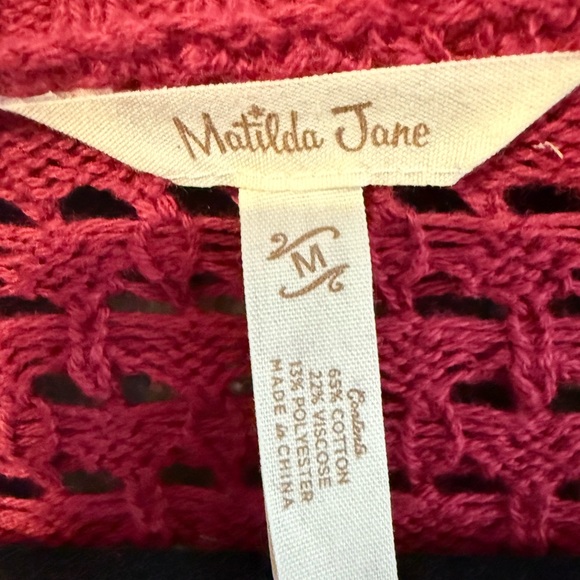 Matilda Jane
M
Contents
65% COTTON
22% VISCOSE
13% POLYESTER
MADE in CHINA